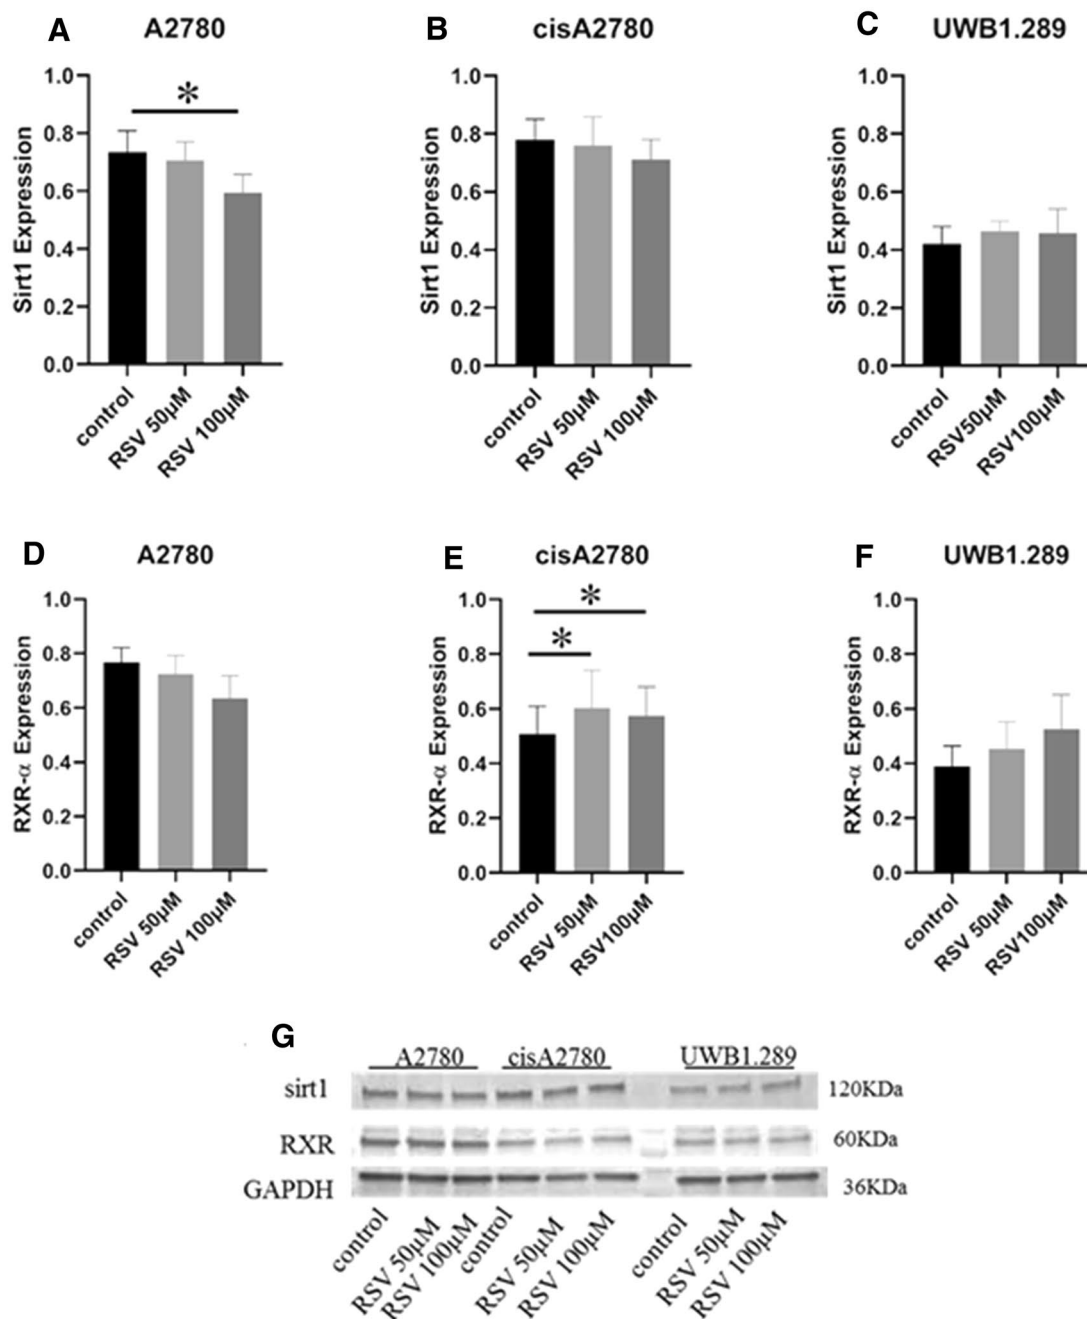 A A2780
Sirt1 Expression
1.0
0.8
0.6
0.4
0.2
0.0
*
control
RSV 50µM
RSV 100µM
B cisA2780
Sirt1 Expression
1.0
0.8
0.6
0.4
0.2
0.0
control
RSV 50µM
RSV 100µM
C UWB1.289
Sirt1 Expression
1.0
0.8
0.6
0.4
0.2
0.0
control
RSV50µM
RSV100µM
D A2780
RXR-α Expression
1.0
0.8
0.6
0.4
0.2
0.0
control
RSV 50µM
RSV 100µM
E cisA2780
RXR-α Expression
1.0
0.8
0.6
0.4
0.2
0.0
*
*
control
RSV 50µM
RSV100µM
F UWB1.289
RXR-α Expression
1.0
0.8
0.6
0.4
0.2
0.0
control
RSV 50µM
RSV100µM
G
A2780 cisA2780 UWB1.289
sirt1 120KDa
RXR 60KDa
GAPDH 36KDa
control
RSV 50µM
RSV 100µM
control
RSV 50µM
RSV 100µM
control
RSV 50µM
RSV 100µM